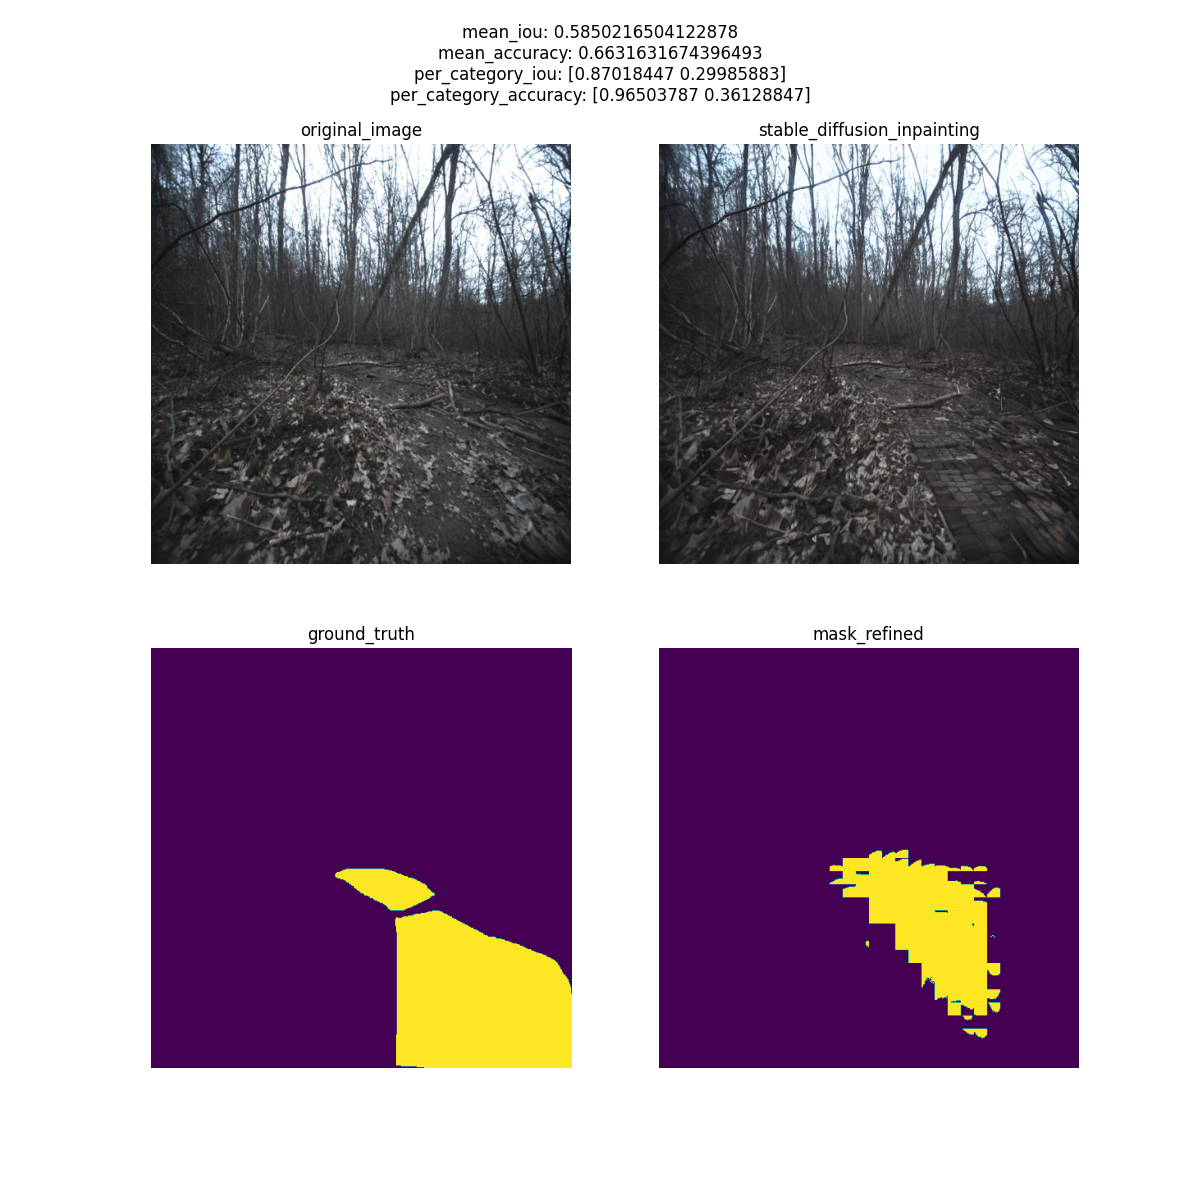 mean_iou: 0.5850216504122878
mean_accuracy: 0.6631631674396493
per_category_iou: [0.87018447 0.29985883]
per_category_accuracy: [0.96503787 0.36128847]
original_image
stable_diffusion_inpainting
ground_truth
mask_refined